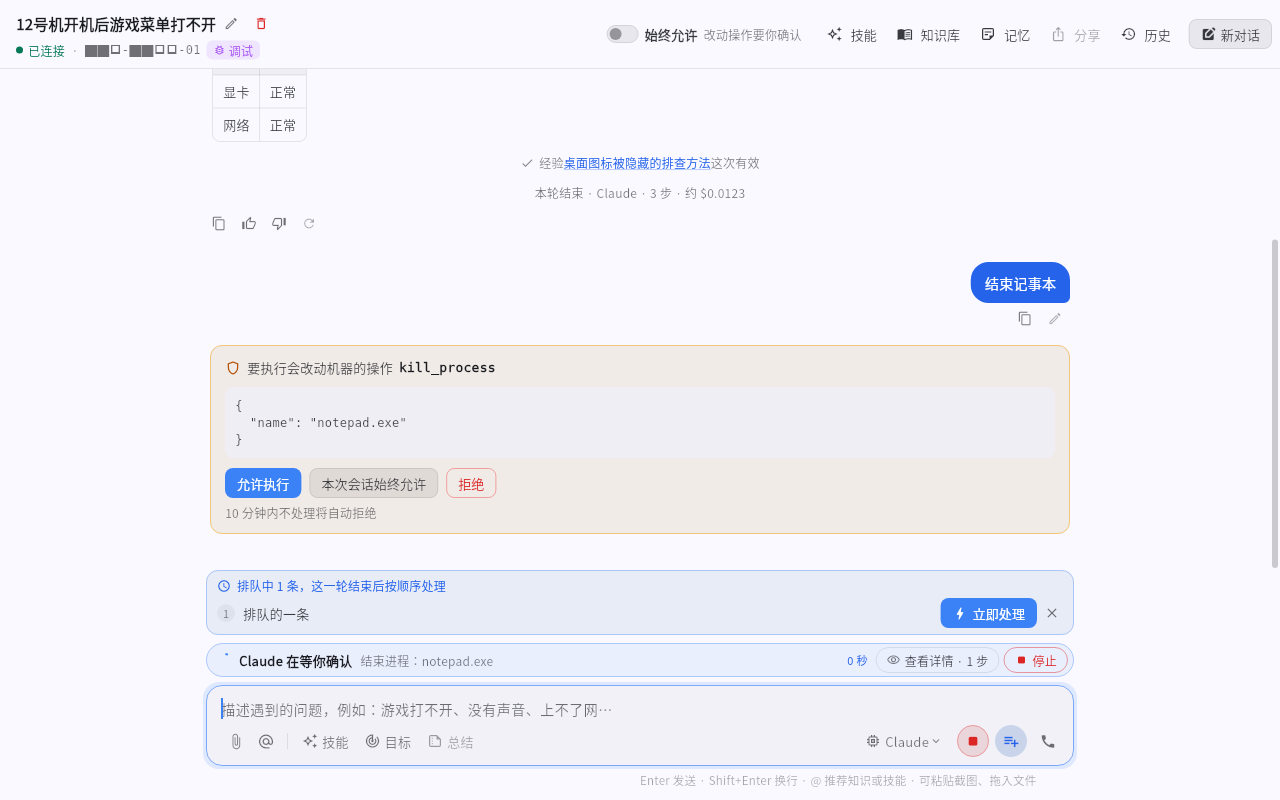 12号机开机后游戏菜单打不开
已连接 · -01 调试
始终允许 改动操作要你确认 技能 知识库 记忆 分享 历史 新对话
显卡 正常
网络 正常
经验桌面图标被隐藏的排查方法这次有效
本轮结束 · Claude · 3 步 · 约 $0.0123
结束记事本
要执行会改动机器的操作 kill_process
{
"name": "notepad.exe"
}
允许执行 本次会话始终允许 拒绝
10 分钟内不处理将自动拒绝
排队中 1 条，这一轮结束后按顺序处理
1 排队的一条 立即处理
Claude 在等你确认 结束进程：notepad.exe 0 秒 查看详情 · 1 步 停止
描述遇到的问题，例如：游戏打不开、没有声音、上不了网…
技能 目标 总结 Claude
Enter 发送 · Shift+Enter 换行 · @ 推荐知识或技能 · 可粘贴截图、拖入文件